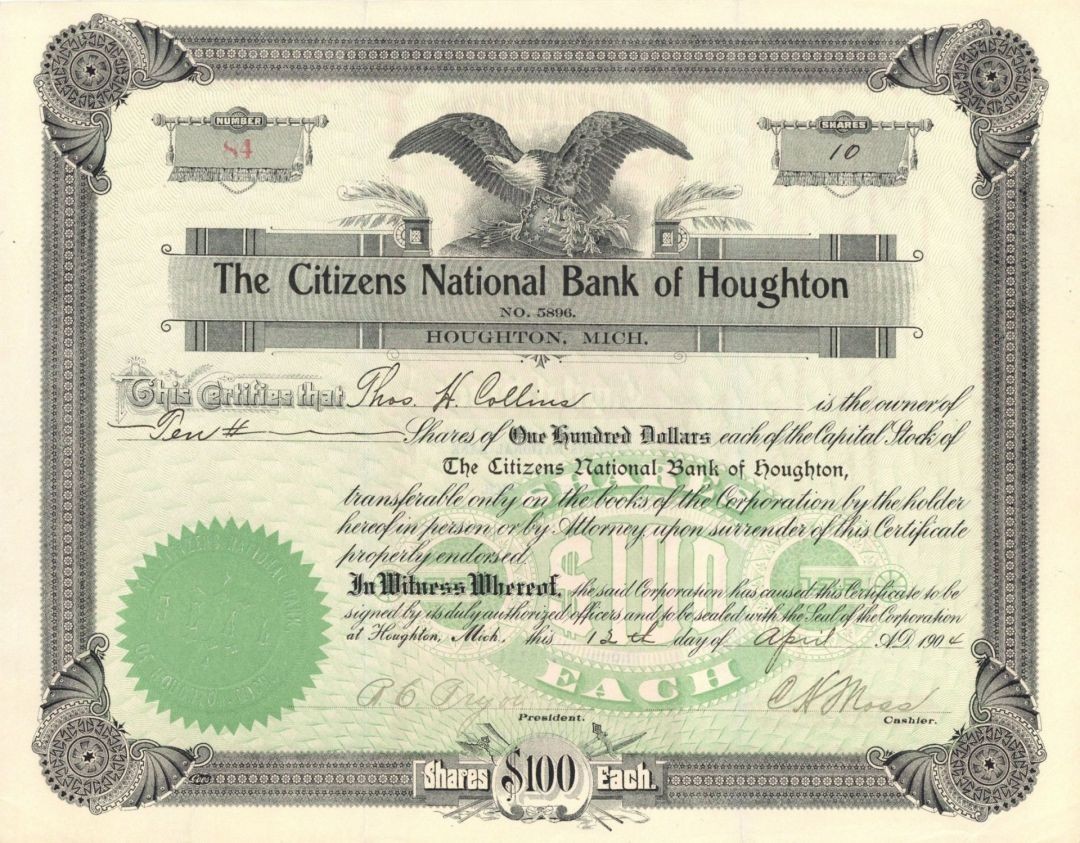 NUMBER
84
SHARES
10
The Citizens National Bank of Houghton
NO. 5896.
HOUGHTON, MICH.
This Certifies that Thos. H. Collins is the owner of
Ten # Shares of One Hundred Dollars each of the Capital Stock of
The Citizens National Bank of Houghton,
transferable only on the books of the Corporation by the holder
hereof in person or by Attorney upon surrender of this Certificate
properly endorsed.
In Witness Whereof, the said Corporation has caused this Certificate to be
signed by its duly authorized officers and to be sealed with the Seal of the Corporation
at Houghton, Mich., this 12th day of April A.D. 1904
SHARES
$100
EACH
SEAL
C H Moss
President.
Cashier.
Shares $100 Each.